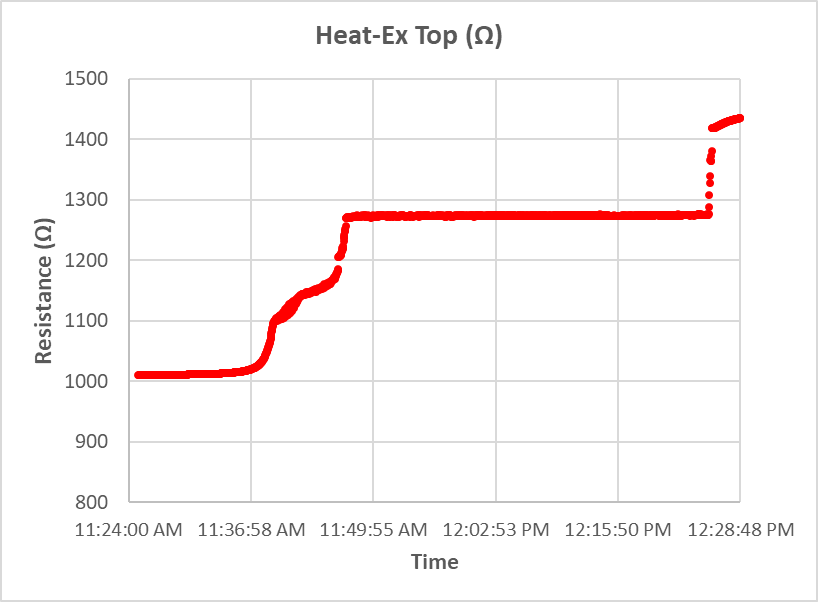 Heat-Ex Top (Ω)
1500
1400
1300
1200
1100
1000
900
800
Resistance (Ω)
11:24:00 AM 11:36:58 AM 11:49:55 AM 12:02:53 PM 12:15:50 PM 12:28:48 PM
Time